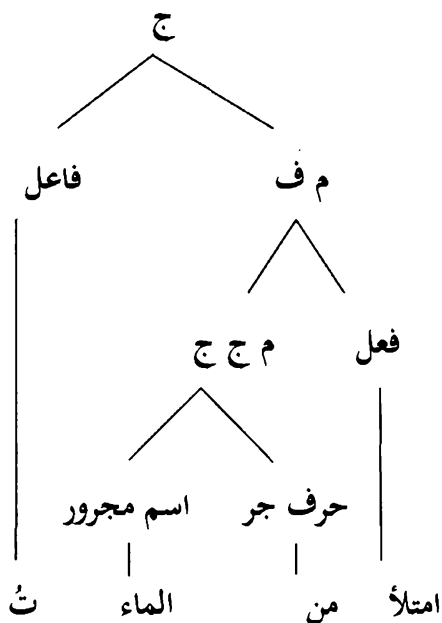 ج
م ف فاعل
فعل م ج ج
حرف جر اسم مجرور
امتلأ من الماء تُ